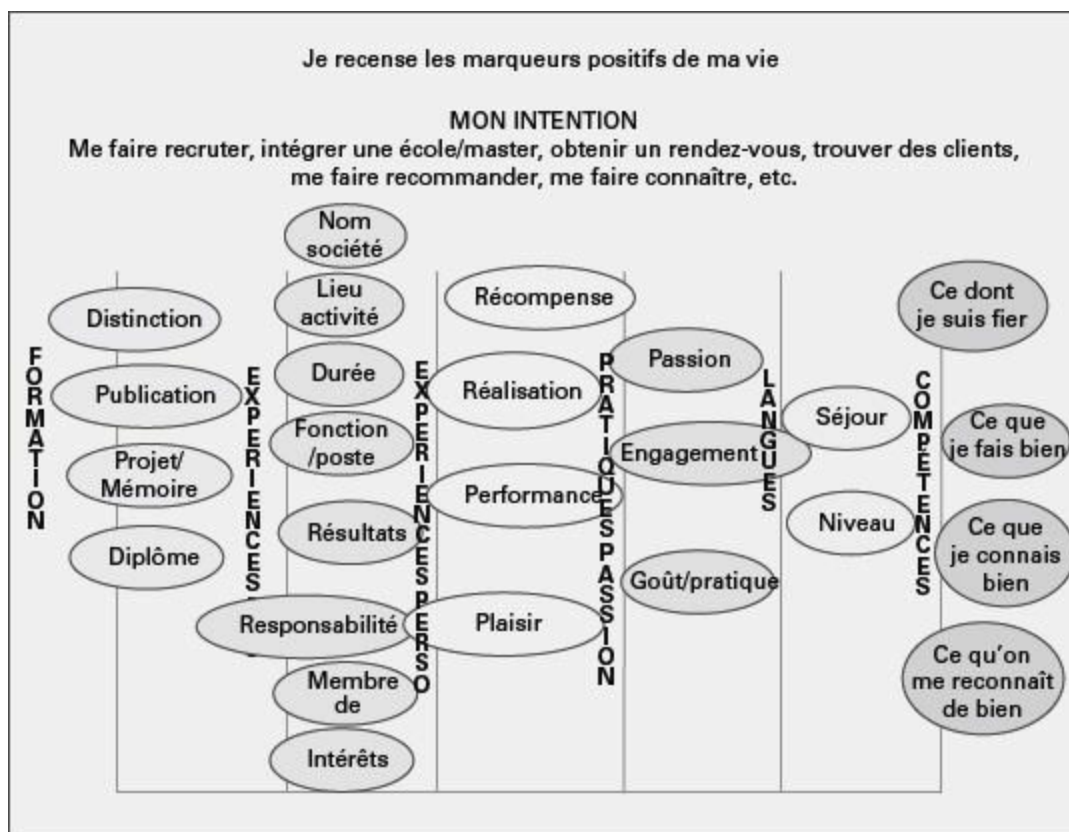 Je recense les marqueurs positifs de ma vie
MON INTENTION
Me faire recruter, intégrer une école/master, obtenir un rendez-vous, trouver des clients,
me faire recommander, me faire connaître, etc.
FORMATION
Distinction
Publication
Projet/
Mémoire
Diplôme
EXPERIENCES
Nom
société
Lieu
activité
Durée
Fonction
/poste
Résultats
Responsabilité
Membre
de
Intérêts
EXPERIENCES PERSO
Récompense
Réalisation
Performance
Plaisir
PRATIQUES PASSION
Passion
Engagement
Goût/pratique
LANGUES
Séjour
Niveau
COMPETENCES
Ce dont
je suis fier
Ce que
je fais bien
Ce que
je connais
bien
Ce qu'on
me reconnaît
de bien